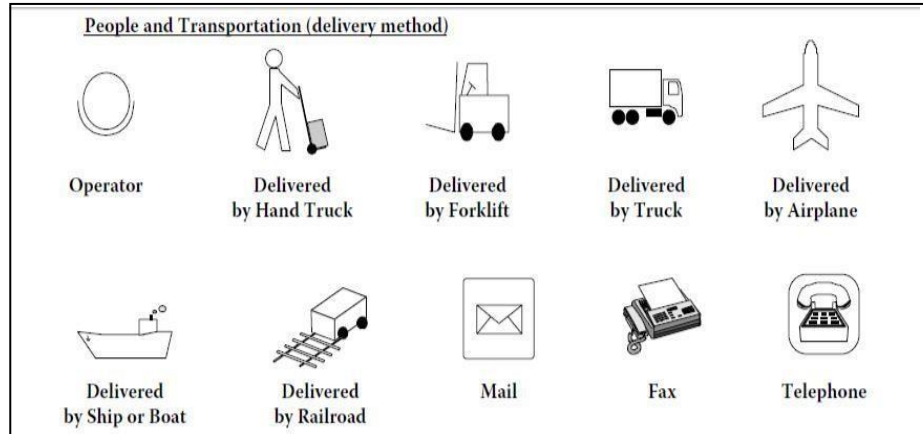 People and Transportation (delivery method)
Operator
Delivered
by Hand Truck
Delivered
by Forklift
Delivered
by Truck
Delivered
by Airplane
Delivered
by Ship or Boat
Delivered
by Railroad
Mail
Fax
Telephone